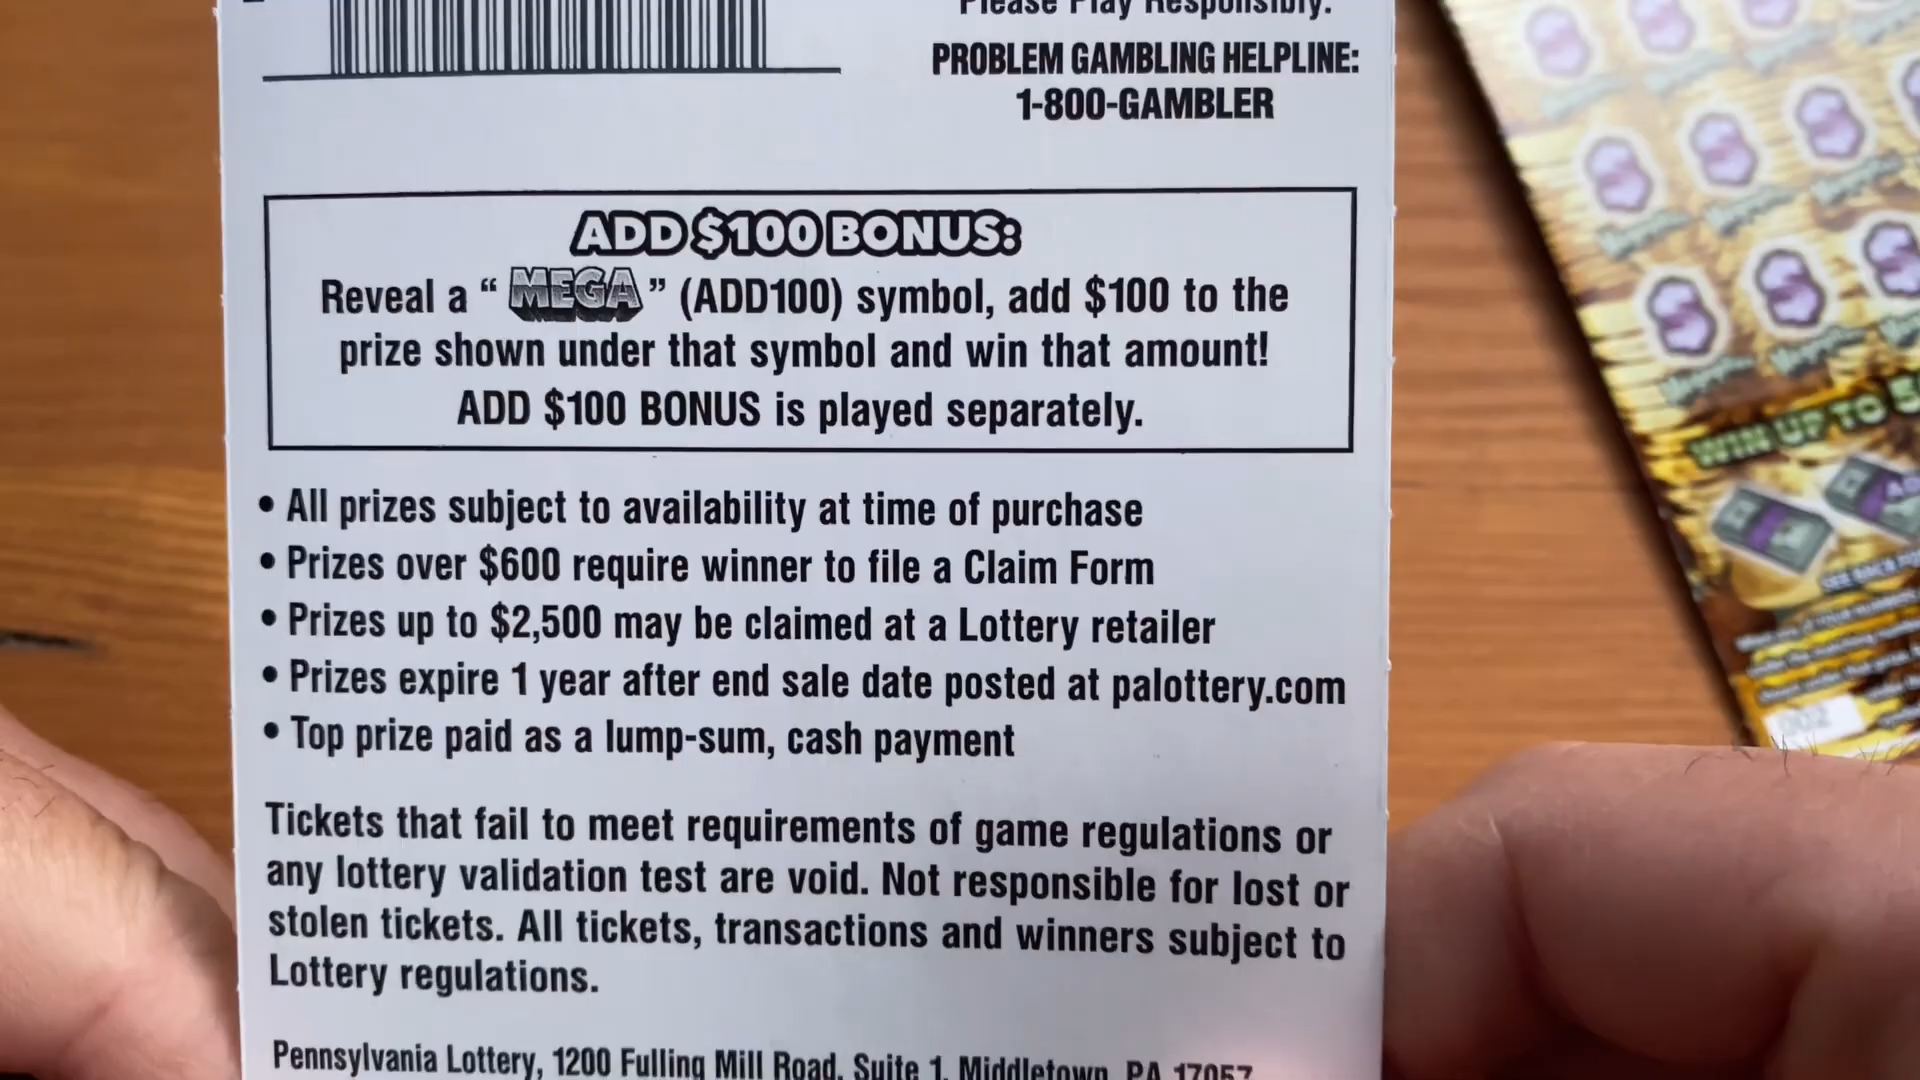 Please Play Responsibly.
PROBLEM GAMBLING HELPLINE:
1-800-GAMBLER
ADD $100 BONUS:
Reveal a “ MEGA ” (ADD100) symbol, add $100 to the
prize shown under that symbol and win that amount!
ADD $100 BONUS is played separately.
• All prizes subject to availability at time of purchase
• Prizes over $600 require winner to file a Claim Form
• Prizes up to $2,500 may be claimed at a Lottery retailer
• Prizes expire 1 year after end sale date posted at palottery.com
• Top prize paid as a lump-sum, cash payment
Tickets that fail to meet requirements of game regulations or
any lottery validation test are void. Not responsible for lost or
stolen tickets. All tickets, transactions and winners subject to
Lottery regulations.
Pennsylvania Lottery, 1200 Fulling Mill Road, Suite 1, Middletown, PA 17057
WIN UP TO